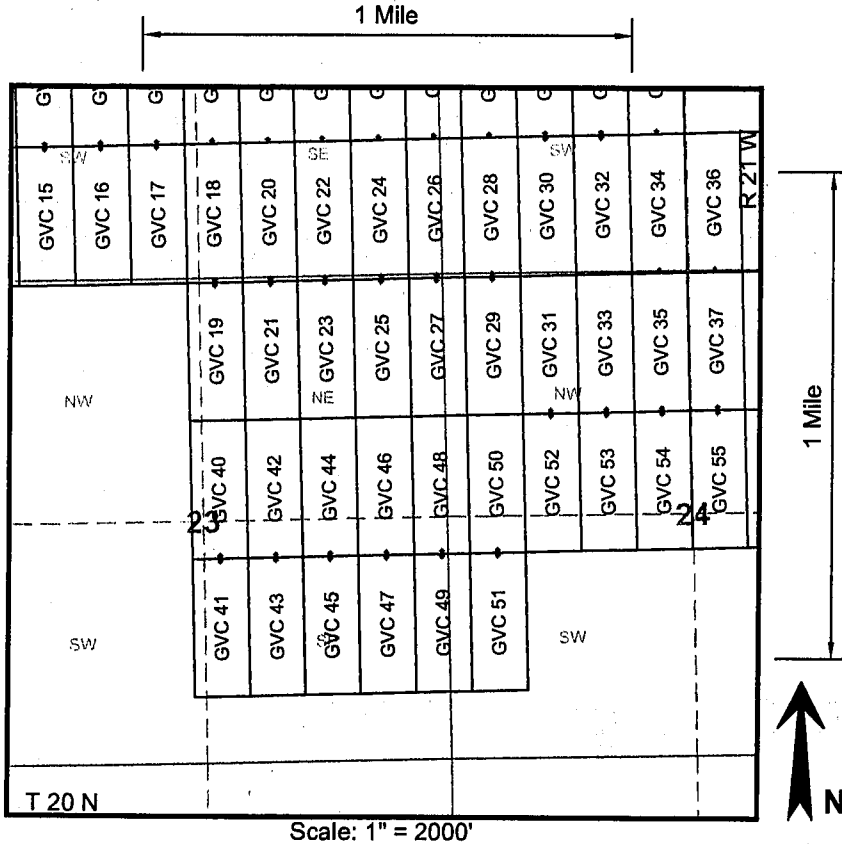 1 Mile
SW SE SW
R 21 W
GVC 15 GVC 16 GVC 17 GVC 18 GVC 20 GVC 22 GVC 24 GVC 26 GVC 28 GVC 30 GVC 32 GVC 34 GVC 36
GVC 19 GVC 21 GVC 23 GVC 25 GVC 27 GVC 29 GVC 31 GVC 33 GVC 35 GVC 37
NW NE NW
1 Mile
GVC 40 GVC 42 GVC 44 GVC 46 GVC 48 GVC 50 GVC 52 GVC 53 GVC 54 GVC 55
23 24
GVC 41 GVC 43 GVC 45 GVC 47 GVC 49 GVC 51
SW SW
T 20 N
N
Scale: 1" = 2000'